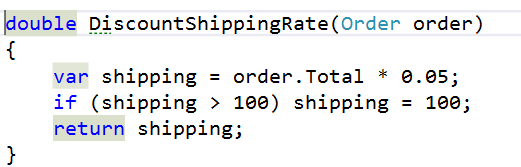 double DiscountShippingRate(Order order)
{
    var shipping = order.Total * 0.05;
    if (shipping > 100) shipping = 100;
    return shipping;
}